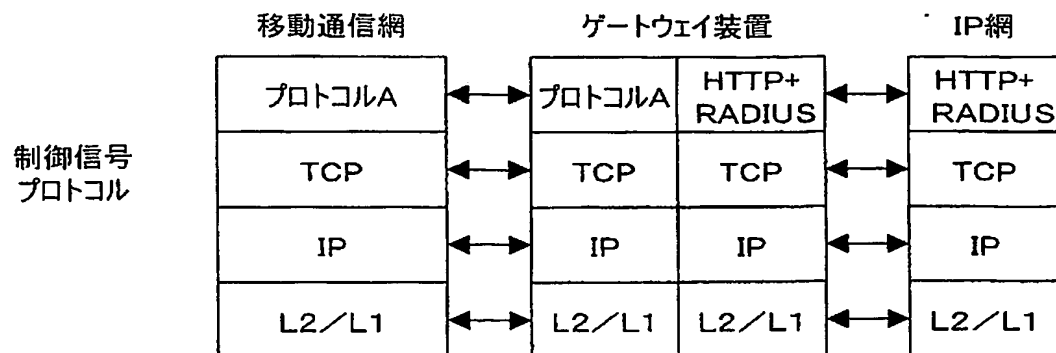 移動通信網 ゲートウェイ装置 IP網
プロトコルA プロトコルA HTTP+ HTTP+
RADIUS RADIUS
制御信号
プロトコル
TCP TCP TCP TCP
IP IP IP IP
L2/L1 L2/L1 L2/L1 L2/L1